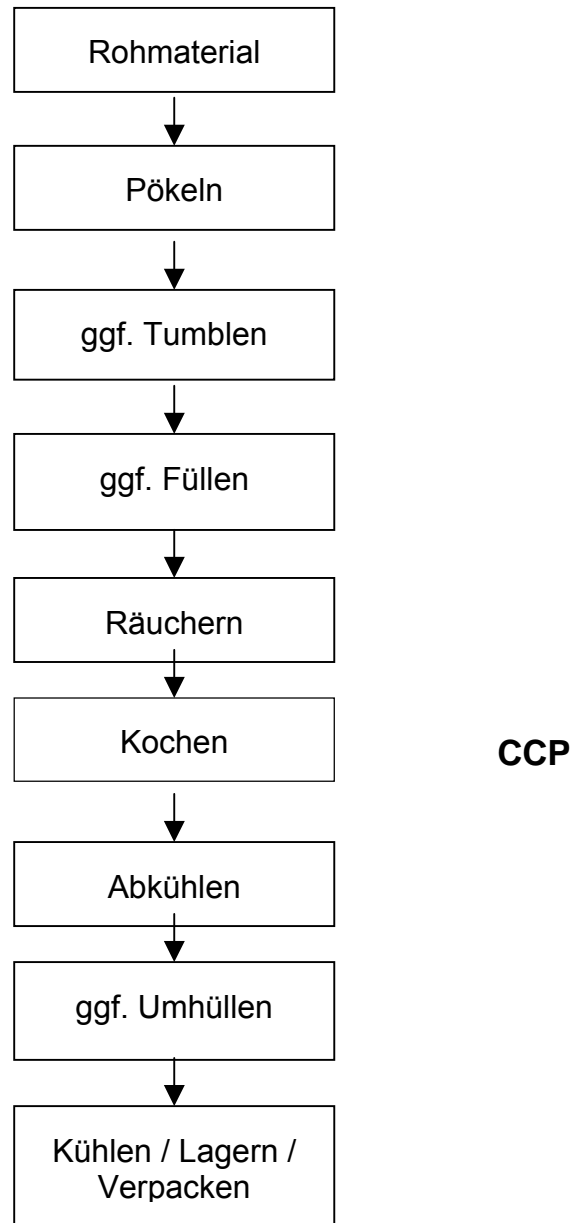 Rohmaterial
Pökeln
ggf. Tumblen
ggf. Füllen
Räuchern
Kochen
CCP
Abkühlen
ggf. Umhüllen
Kühlen / Lagern /
Verpacken